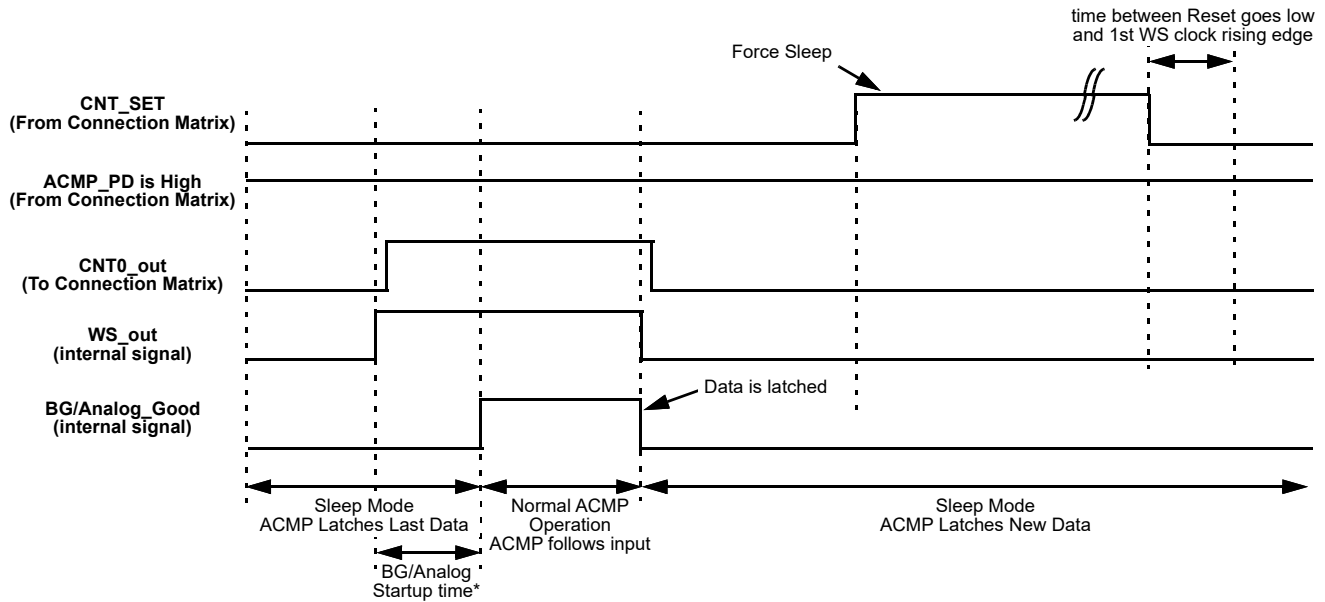 time between Reset goes low
and 1st WS clock rising edge
Force Sleep
CNT_SET
(From Connection Matrix)
ACMP_PD is High
(From Connection Matrix)
CNT0_out
(To Connection Matrix)
WS_out
(internal signal)
Data is latched
BG/Analog_Good
(internal signal)
Sleep Mode
ACMP Latches Last Data
Normal ACMP
Operation
ACMP follows input
Sleep Mode
ACMP Latches New Data
BG/Analog
Startup time*